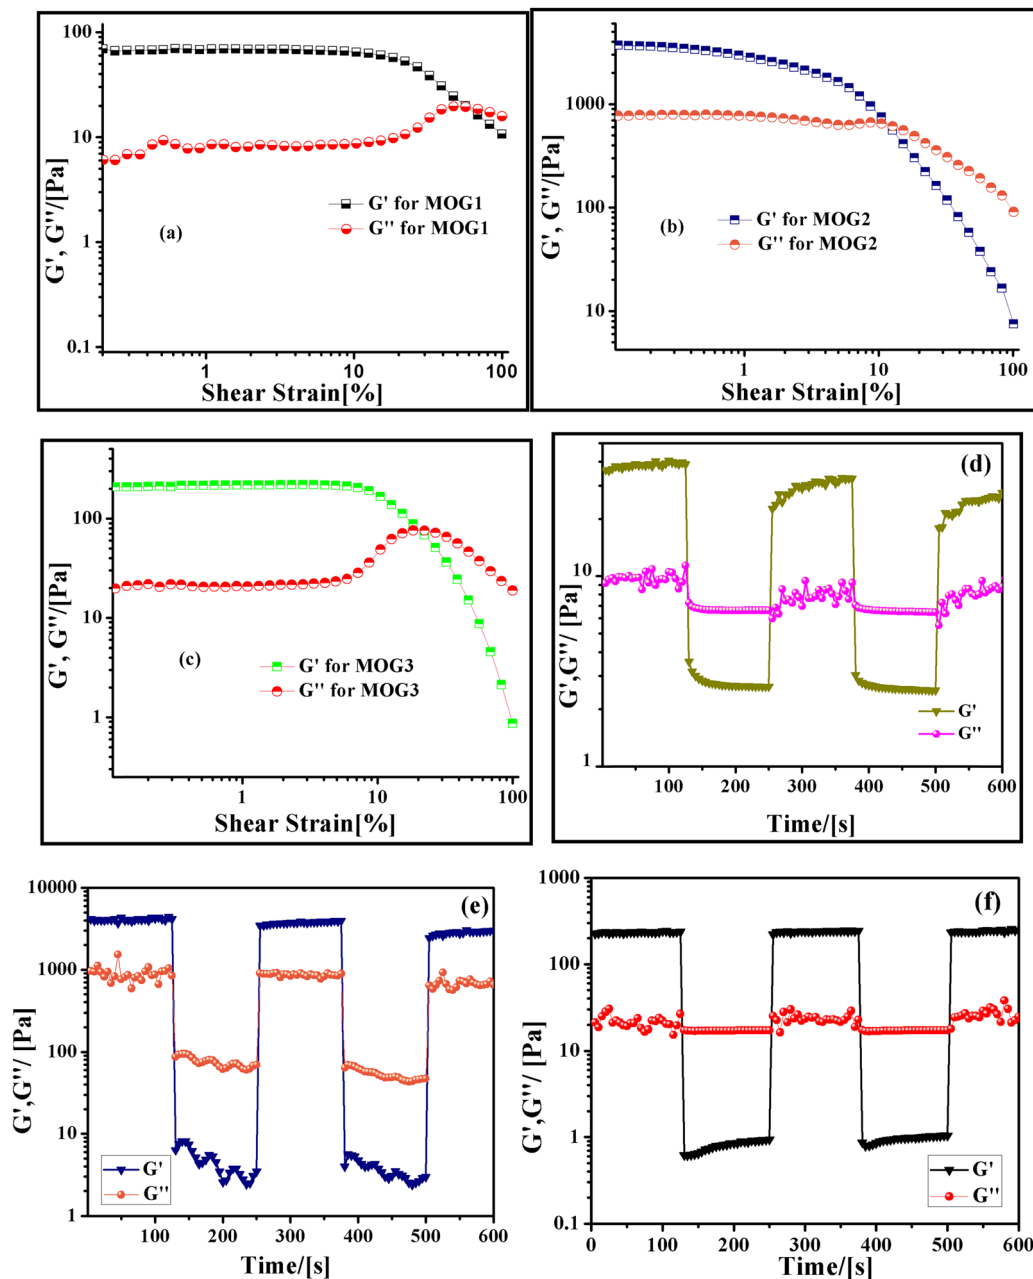 100
10
1
0.1
G', G''/[Pa]
G' for MOG1
G'' for MOG1
(a)
1
10
100
Shear Strain[%]
1000
100
10
G', G''/[Pa]
G' for MOG2
G'' for MOG2
(b)
1
10
100
Shear Strain[%]
100
10
1
G', G''/[Pa]
G' for MOG3
G'' for MOG3
(c)
1
10
100
Shear Strain[%]
(d)
10
1
G',G''/ [Pa]
G'
G''
100
200
300
400
500
600
Time/[s]
10000
1000
100
10
1
G',G''/ [Pa]
(e)
G'
G''
100
200
300
400
500
600
Time/[s]
1000
100
10
1
0.1
G',G''/ [Pa]
(f)
G'
G''
0
100
200
300
400
500
600
Time/[s]